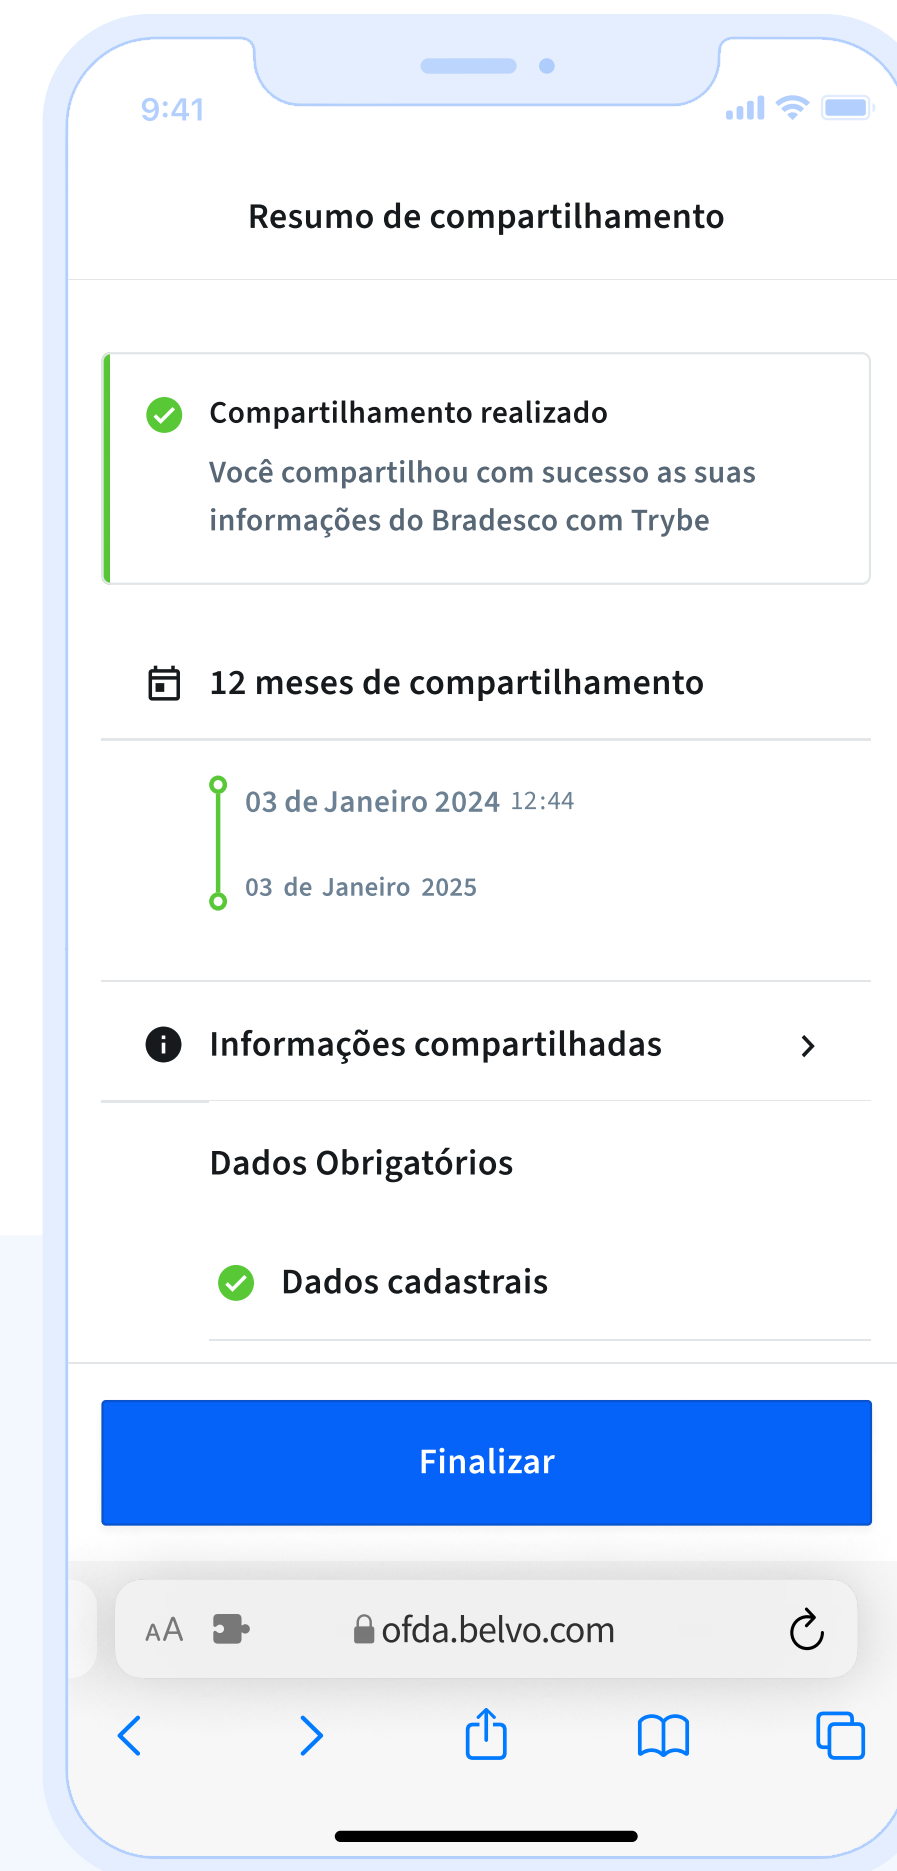 9:41
Resumo de compartilhamento
Compartilhamento realizado
Você compartilhou com sucesso as suas
informações do Bradesco com Trybe
12 meses de compartilhamento
03 de Janeiro 2024 12:44
03 de Janeiro 2025
Informações compartilhadas
Dados Obrigatórios
Dados cadastrais
Finalizar
AA ofda.belvo.com